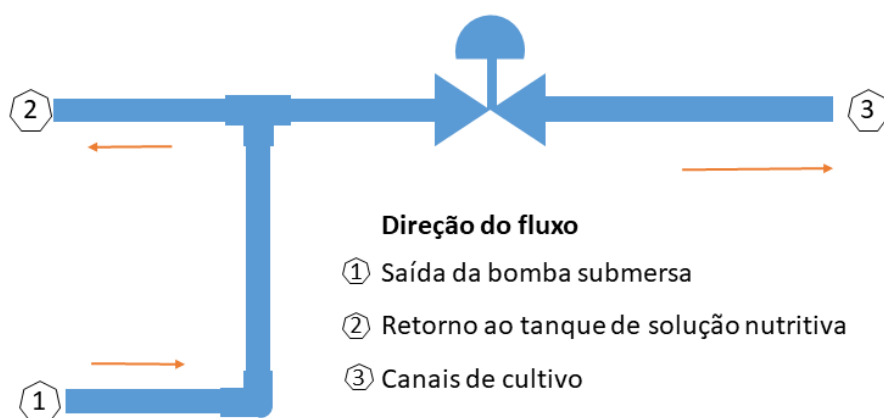 2
3
Direção do fluxo
1 Saída da bomba submersa
2 Retorno ao tanque de solução nutritiva
3 Canais de cultivo
1